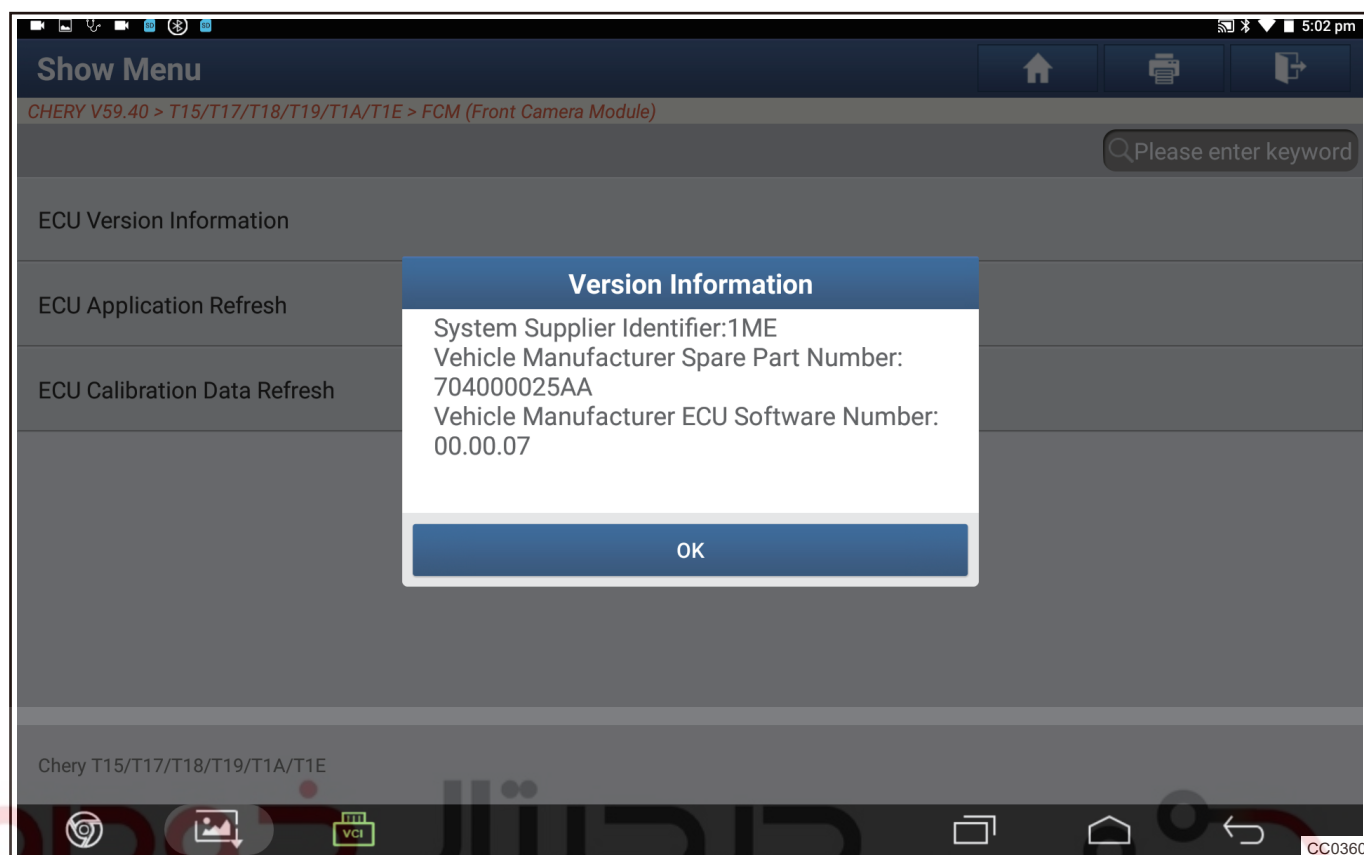 5:02 pm
Show Menu
CHERY V59.40 > T15/T17/T18/T19/T1A/T1E > FCM (Front Camera Module)
Please enter keyword
ECU Version Information
ECU Application Refresh
ECU Calibration Data Refresh
Version Information
System Supplier Identifier:1ME
Vehicle Manufacturer Spare Part Number:
704000025AA
Vehicle Manufacturer ECU Software Number:
00.00.07
OK
Chery T15/T17/T18/T19/T1A/T1E
VCI
CC0360